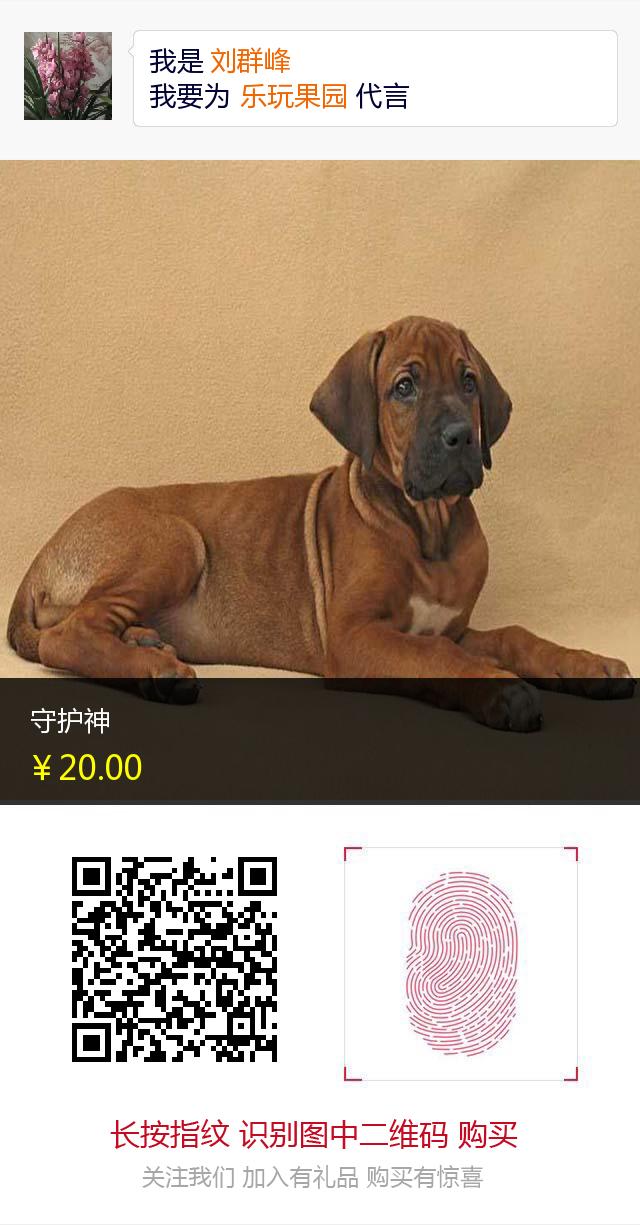 我是 刘群峰
我要为 乐玩果园 代言
守护神
￥20.00
长按指纹 识别图中二维码 购买
关注我们 加入有礼品 购买有惊喜